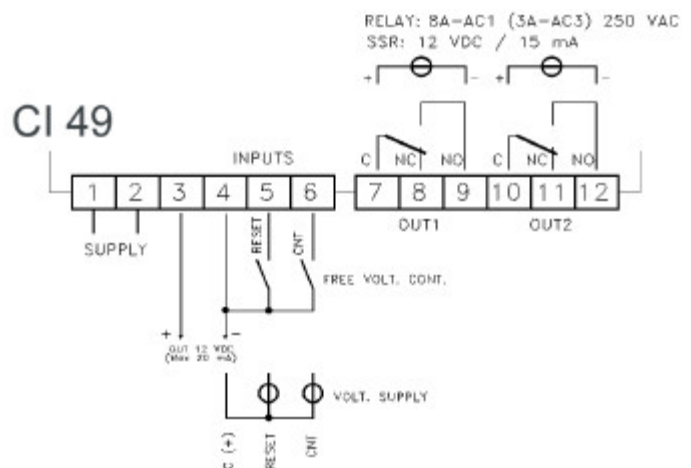 RELAY: 8A-AC1 (3A-AC3) 250 VAC
SSR: 12 VDC / 15 mA
+ - + -
CI 49
INPUTS
C NC NO C NC NO
1 2 3 4 5 6 7 8 9 10 11 12
SUPPLY
OUT1 OUT2
RESET
CNT
FREE VOLT. CONT.
+ -
OUT 12 VDC
(Max 20 mA)
VOLT. SUPPLY
C (+)
RESET
CNT